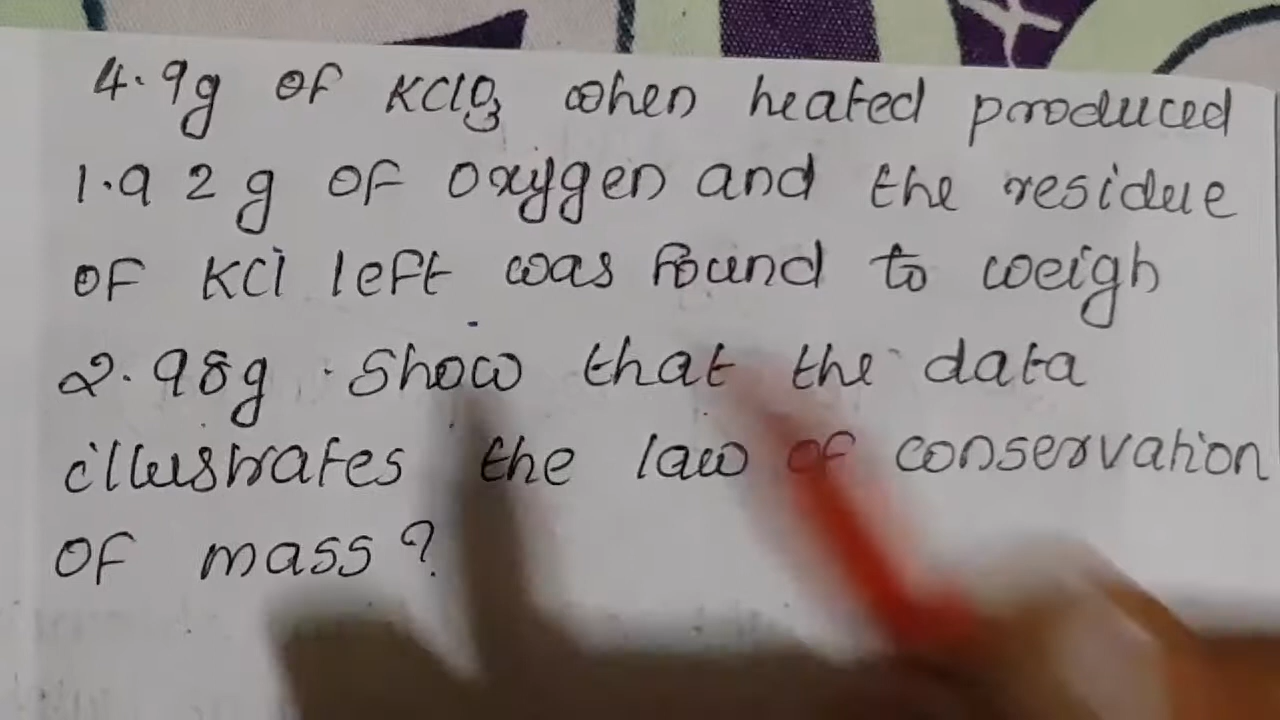 4.9g of KClO3 when heated produced
1.92g of oxygen and the residue
of KCl left was found to weigh
2.98g. Show that the data
illustrates the law of conservation
of mass?